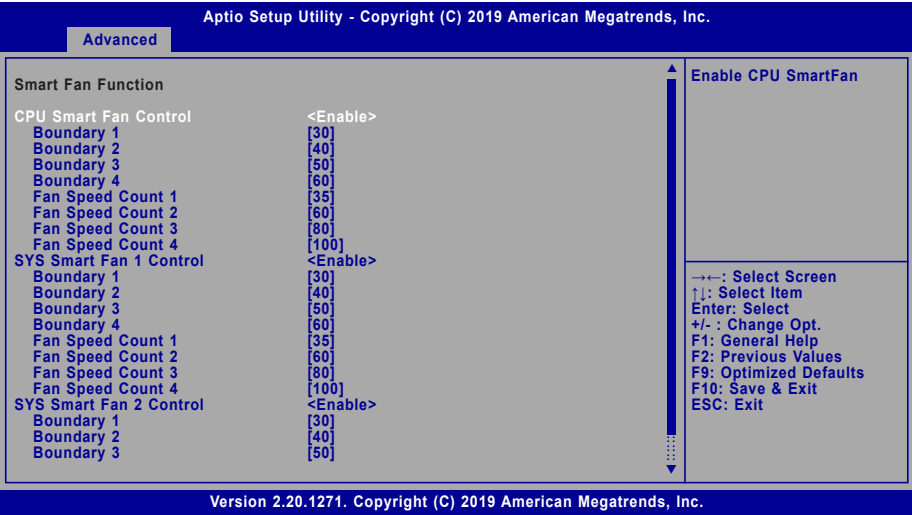 Aptio Setup Utility - Copyright (C) 2019 American Megatrends, Inc.
Advanced
Smart Fan Function
CPU Smart Fan Control <Enable>
Boundary 1 [30]
Boundary 2 [40]
Boundary 3 [50]
Boundary 4 [60]
Fan Speed Count 1 [35]
Fan Speed Count 2 [60]
Fan Speed Count 3 [80]
Fan Speed Count 4 [100]
SYS Smart Fan 1 Control <Enable>
Boundary 1 [30]
Boundary 2 [40]
Boundary 3 [50]
Boundary 4 [60]
Fan Speed Count 1 [35]
Fan Speed Count 2 [60]
Fan Speed Count 3 [80]
Fan Speed Count 4 [100]
SYS Smart Fan 2 Control <Enable>
Boundary 1 [30]
Boundary 2 [40]
Boundary 3 [50]
Enable CPU SmartFan
→←: Select Screen
↑↓: Select Item
Enter: Select
+/- : Change Opt.
F1: General Help
F2: Previous Values
F9: Optimized Defaults
F10: Save & Exit
ESC: Exit
Version 2.20.1271. Copyright (C) 2019 American Megatrends, Inc.